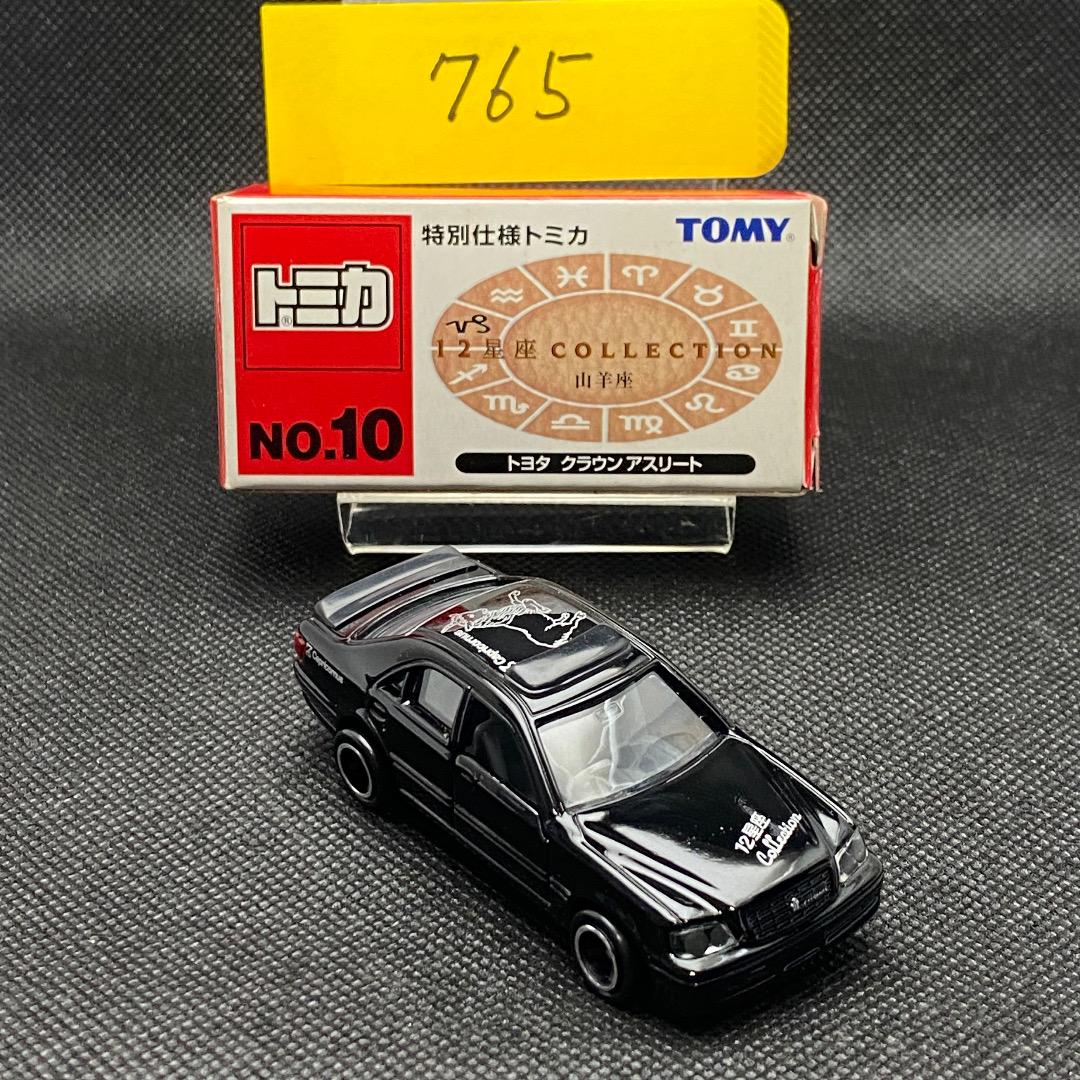 765
特別仕様トミカ
TOMY®
トミカ®
12星座 COLLECTION
山羊座
NO.10
トヨタ クラウン アスリート
Capricornus
Capricornus
12星座
Collection